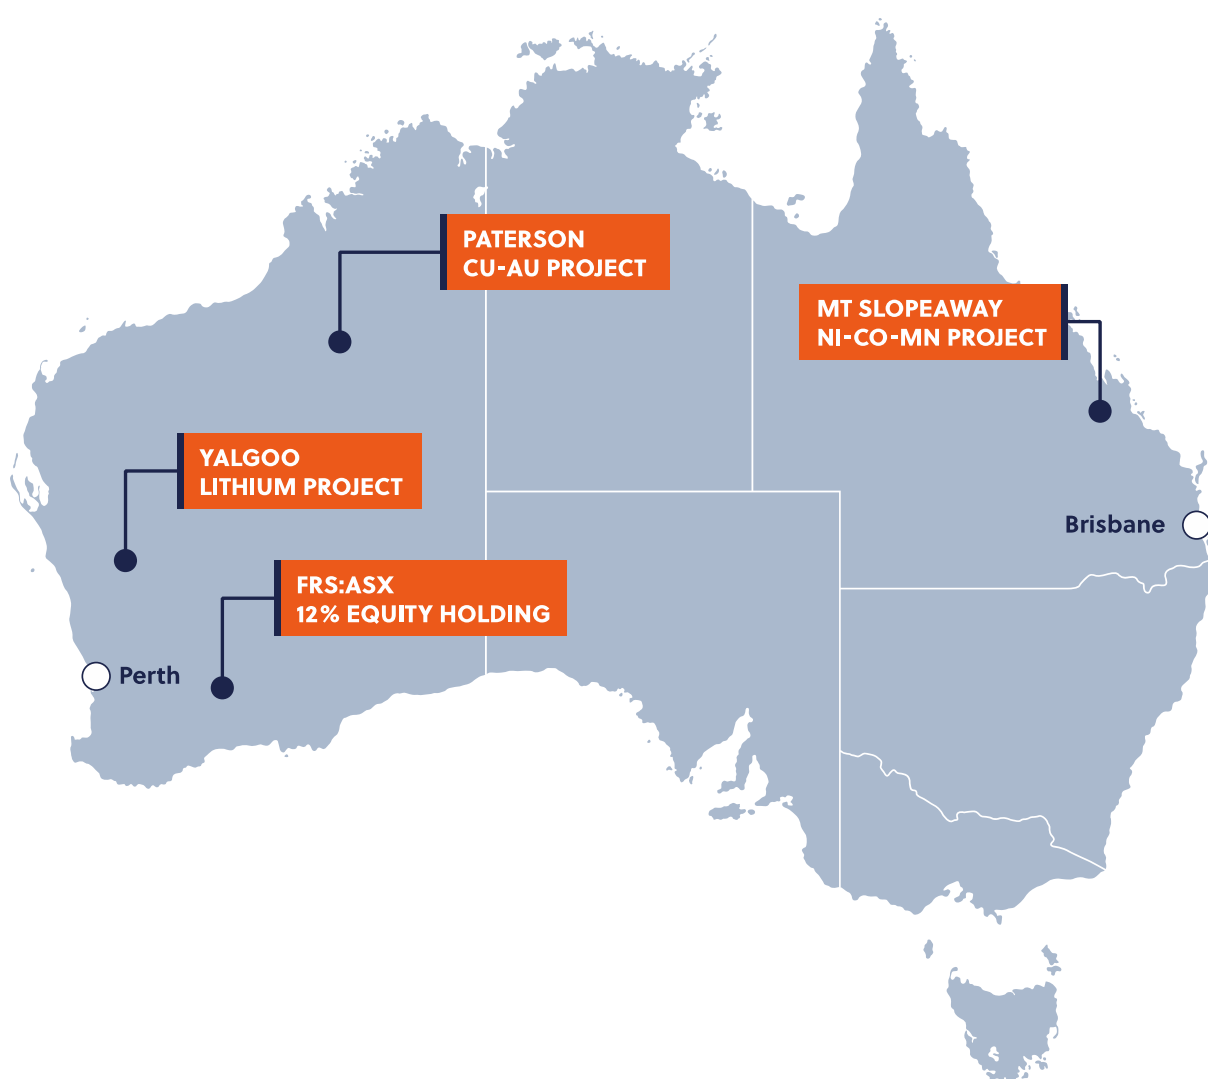 PATERSON
CU-AU PROJECT
MT SLOPEAWAY
NI-CO-MN PROJECT
YALGOO
LITHIUM PROJECT
Brisbane
FRS:ASX
12% EQUITY HOLDING
Perth